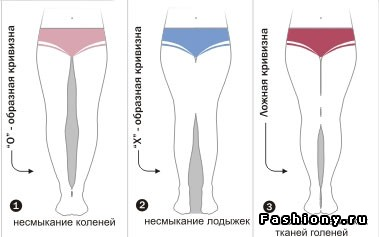 "О" - образная кривизна
1
несмыкание коленей
"Х" - образная кривизна
2
несмыкание лодыжек
Ложная кривизна
3
Fashiony.ru
тканей голеней